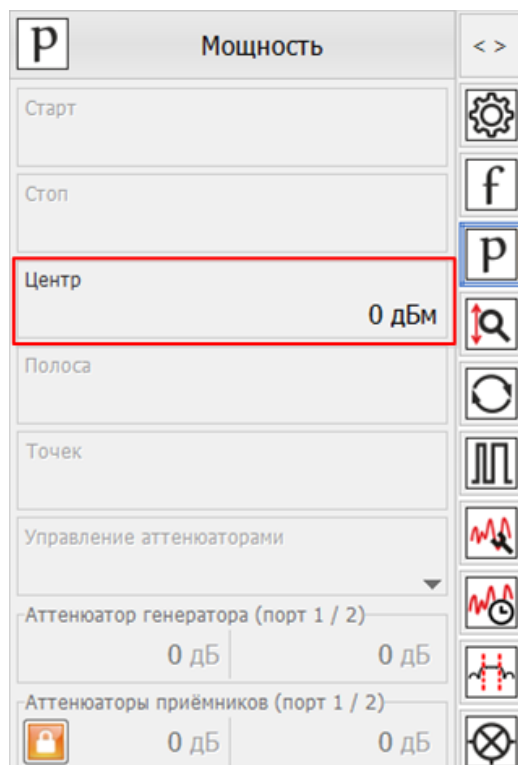 p Мощность < >
Старт
Стоп
f
p
Центр
0 дБм
Полоса
Точек
Управление аттенюаторами
Аттенюатор генератора (порт 1 / 2)
0 дБ 0 дБ
Аттенюаторы приёмников (порт 1 / 2)
0 дБ 0 дБ